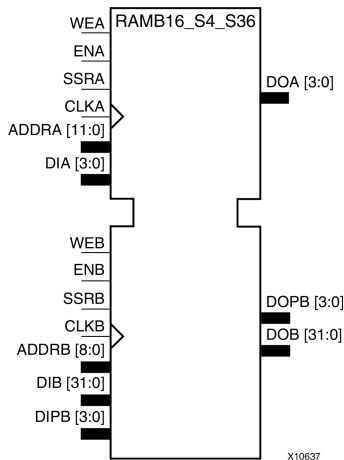 RAMB16_S4_S36
WEA
ENA
SSRA
CLKA
ADDRA [11:0]
DIA [3:0]
DOA [3:0]
WEB
ENB
SSRB
CLKB
ADDRB [8:0]
DIB [31:0]
DIPB [3:0]
DOPB [3:0]
DOB [31:0]
X10637